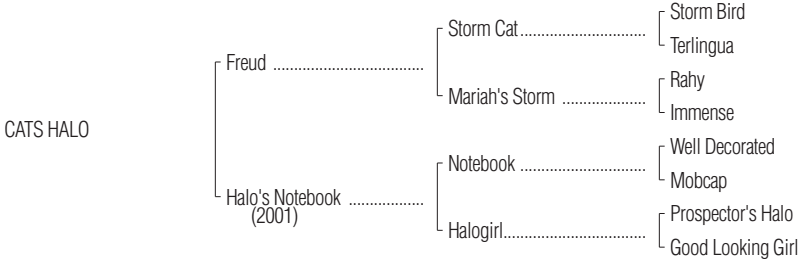 Storm Bird
Storm Cat..............................
Terlingua
Freud ....................................
Rahy
Mariah's Storm ....................
Immense
CATS HALO
Well Decorated
Notebook ..............................
Mobcap
Halo's Notebook ..................
(2001)
Prospector's Halo
Halogirl..................................
Good Looking Girl